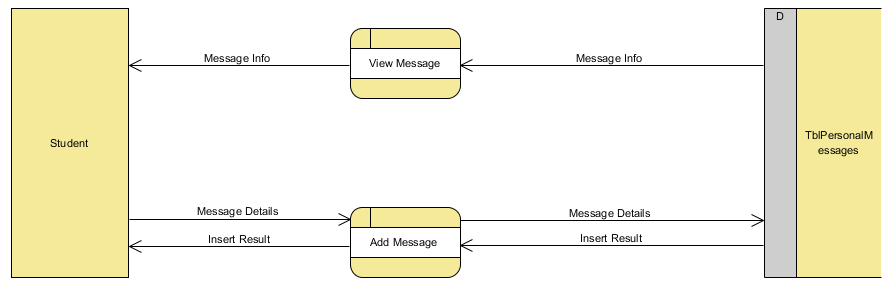 D
Message Info
View Message
Message Info
Student
TblPersonalM
essages
Message Details
Message Details
Insert Result
Add Message
Insert Result